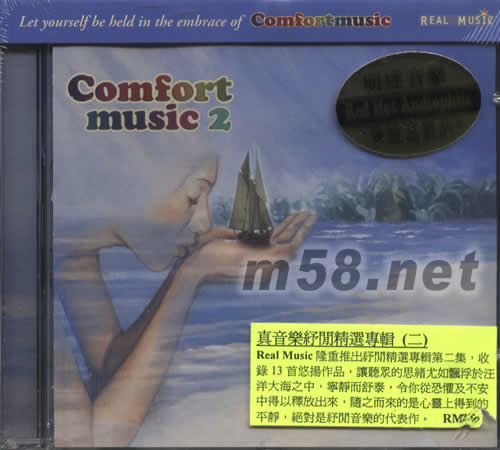 Let yourself be held in the embrace of Comfortmusic
REAL MUSIC
Comfort
music 2
m58.net
真音樂紓閒精選專輯 (二)
Real Music 隆重推出紓閒精選專輯第二集，收
錄 13 首悠揚作品，讓聽眾的思緒尤如飄浮於汪
洋大海之中，寧靜而舒泰，令你從恐懼及不安
中得以釋放出來，隨之而來的是心靈上得到的
平靜，絕對是紓閒音樂的代表作。